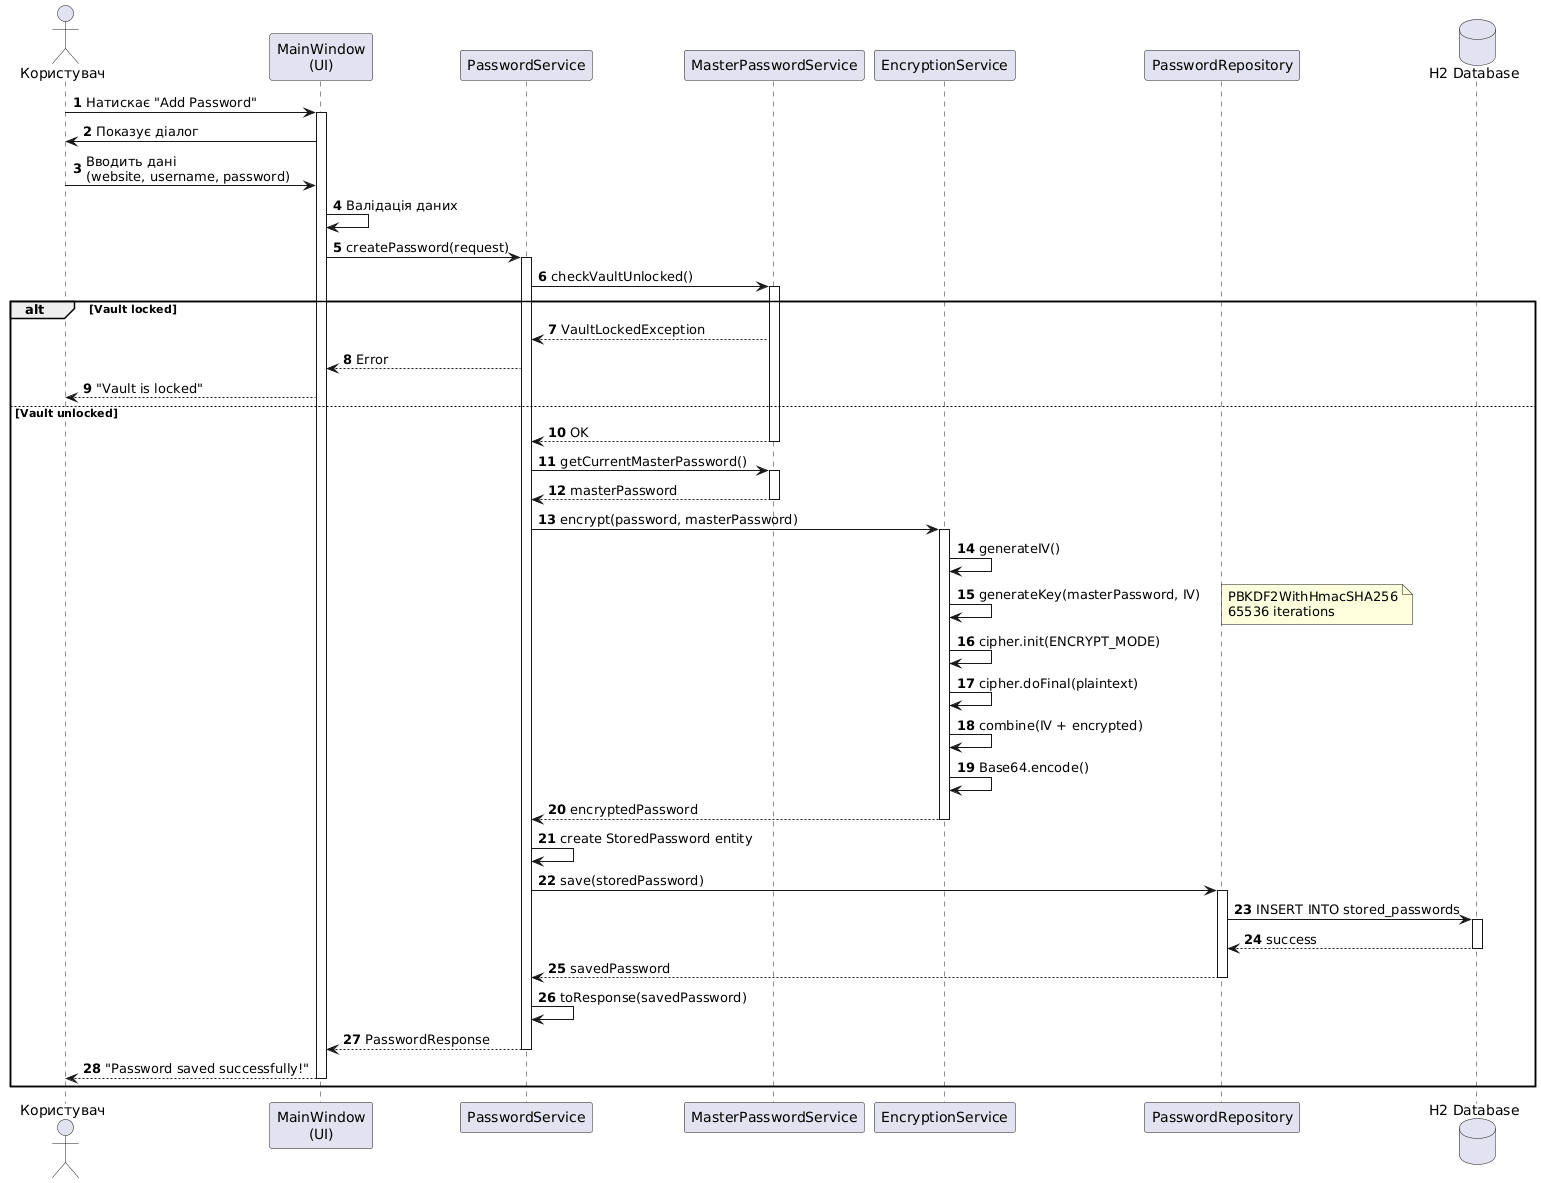 Користувач
MainWindow
(UI)
PasswordService
MasterPasswordService
EncryptionService
PasswordRepository
H2 Database
1 Натискає "Add Password"
2 Показує діалог
3 Вводить дані
(website, username, password)
4 Валідація даних
5 createPassword(request)
6 checkVaultUnlocked()
alt [Vault locked]
7 VaultLockedException
8 Error
9 "Vault is locked"
[Vault unlocked]
10 OK
11 getCurrentMasterPassword()
12 masterPassword
13 encrypt(password, masterPassword)
14 generateIV()
15 generateKey(masterPassword, IV)
PBKDF2WithHmacSHA256
65536 iterations
16 cipher.init(ENCRYPT_MODE)
17 cipher.doFinal(plaintext)
18 combine(IV + encrypted)
19 Base64.encode()
20 encryptedPassword
21 create StoredPassword entity
22 save(storedPassword)
23 INSERT INTO stored_passwords
24 success
25 savedPassword
26 toResponse(savedPassword)
27 PasswordResponse
28 "Password saved successfully!"
Користувач
MainWindow
(UI)
PasswordService
MasterPasswordService
EncryptionService
PasswordRepository
H2 Database